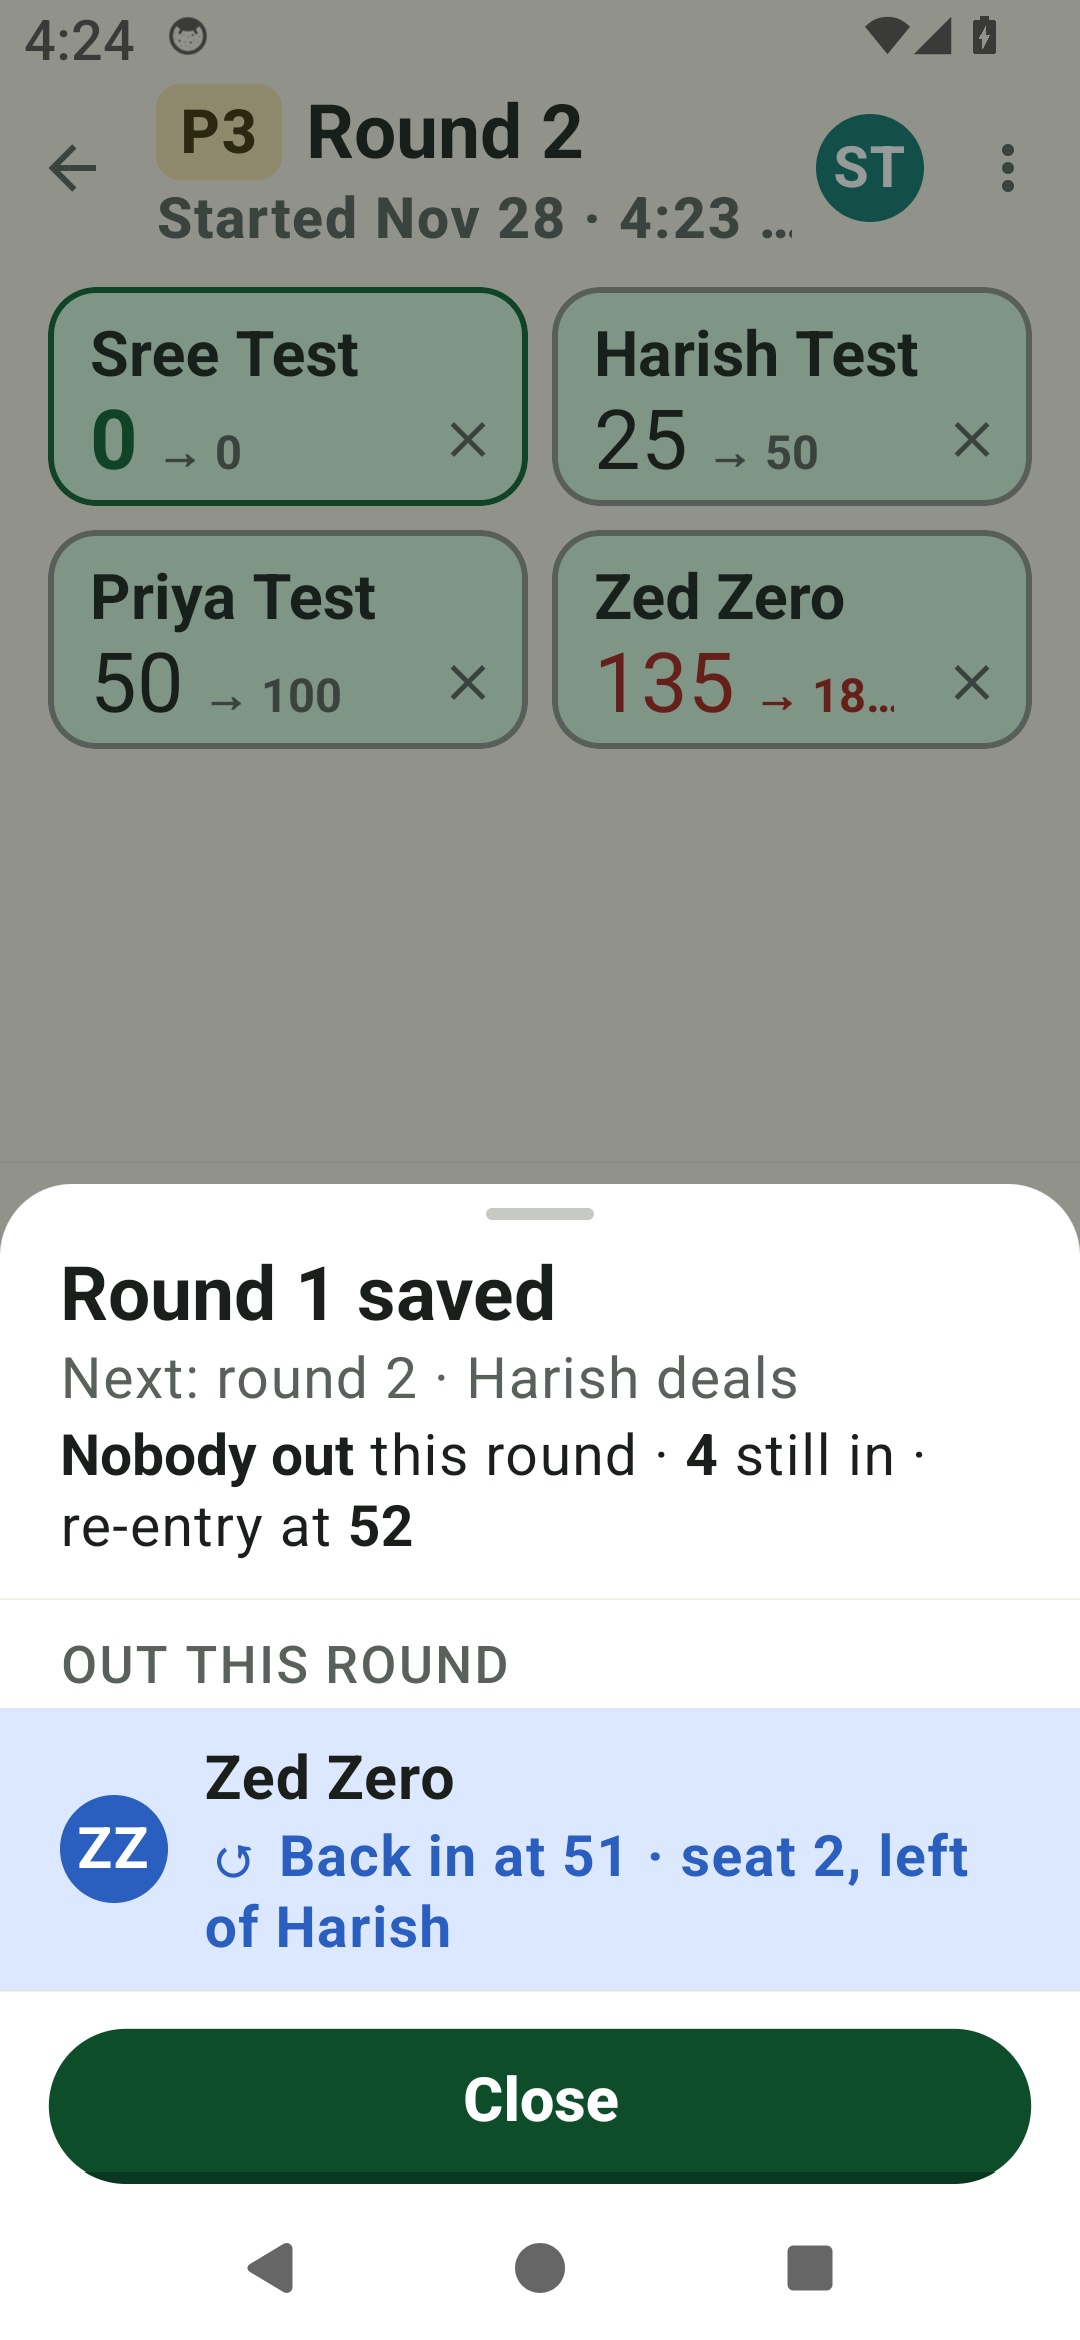 4:24
P3 Round 2
ST
Started Nov 28 · 4:23 …
Sree Test
0 → 0
Harish Test
25 → 50
Priya Test
50 → 100
Zed Zero
135 → 18…
Round 1 saved
Next: round 2 · Harish deals
Nobody out this round · 4 still in ·
re-entry at 52
OUT THIS ROUND
ZZ
Zed Zero
↺ Back in at 51 · seat 2, left
of Harish
Close